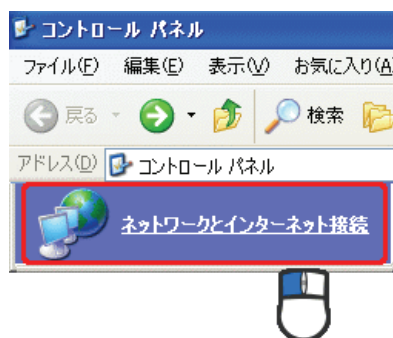 コントロール パネル
ファイル(F) 編集(E) 表示(V) お気に入り(A)
戻る 検索
アドレス(D) コントロール パネル
ネットワークとインターネット接続